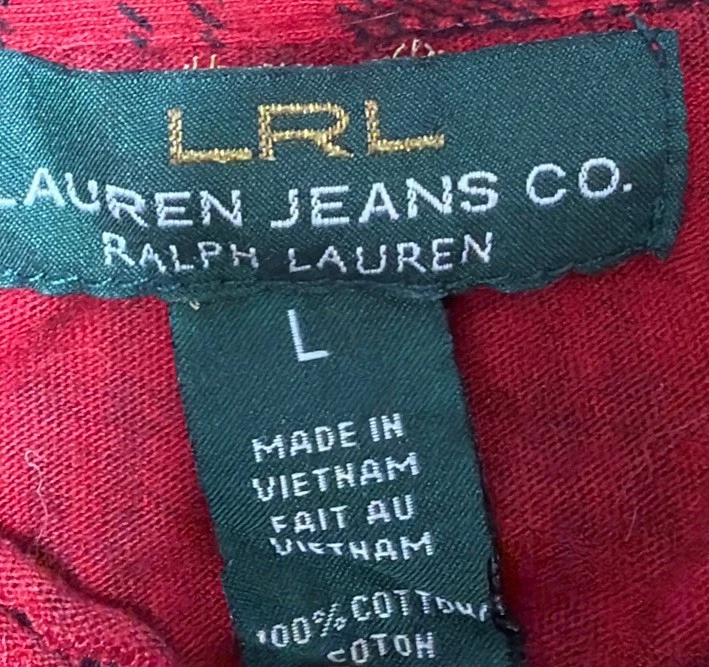 LRL
LAUREN JEANS CO.
RALPH LAUREN
L
MADE IN
VIETNAM
FAIT AU
VIETNAM
100% COTTON/
COTON